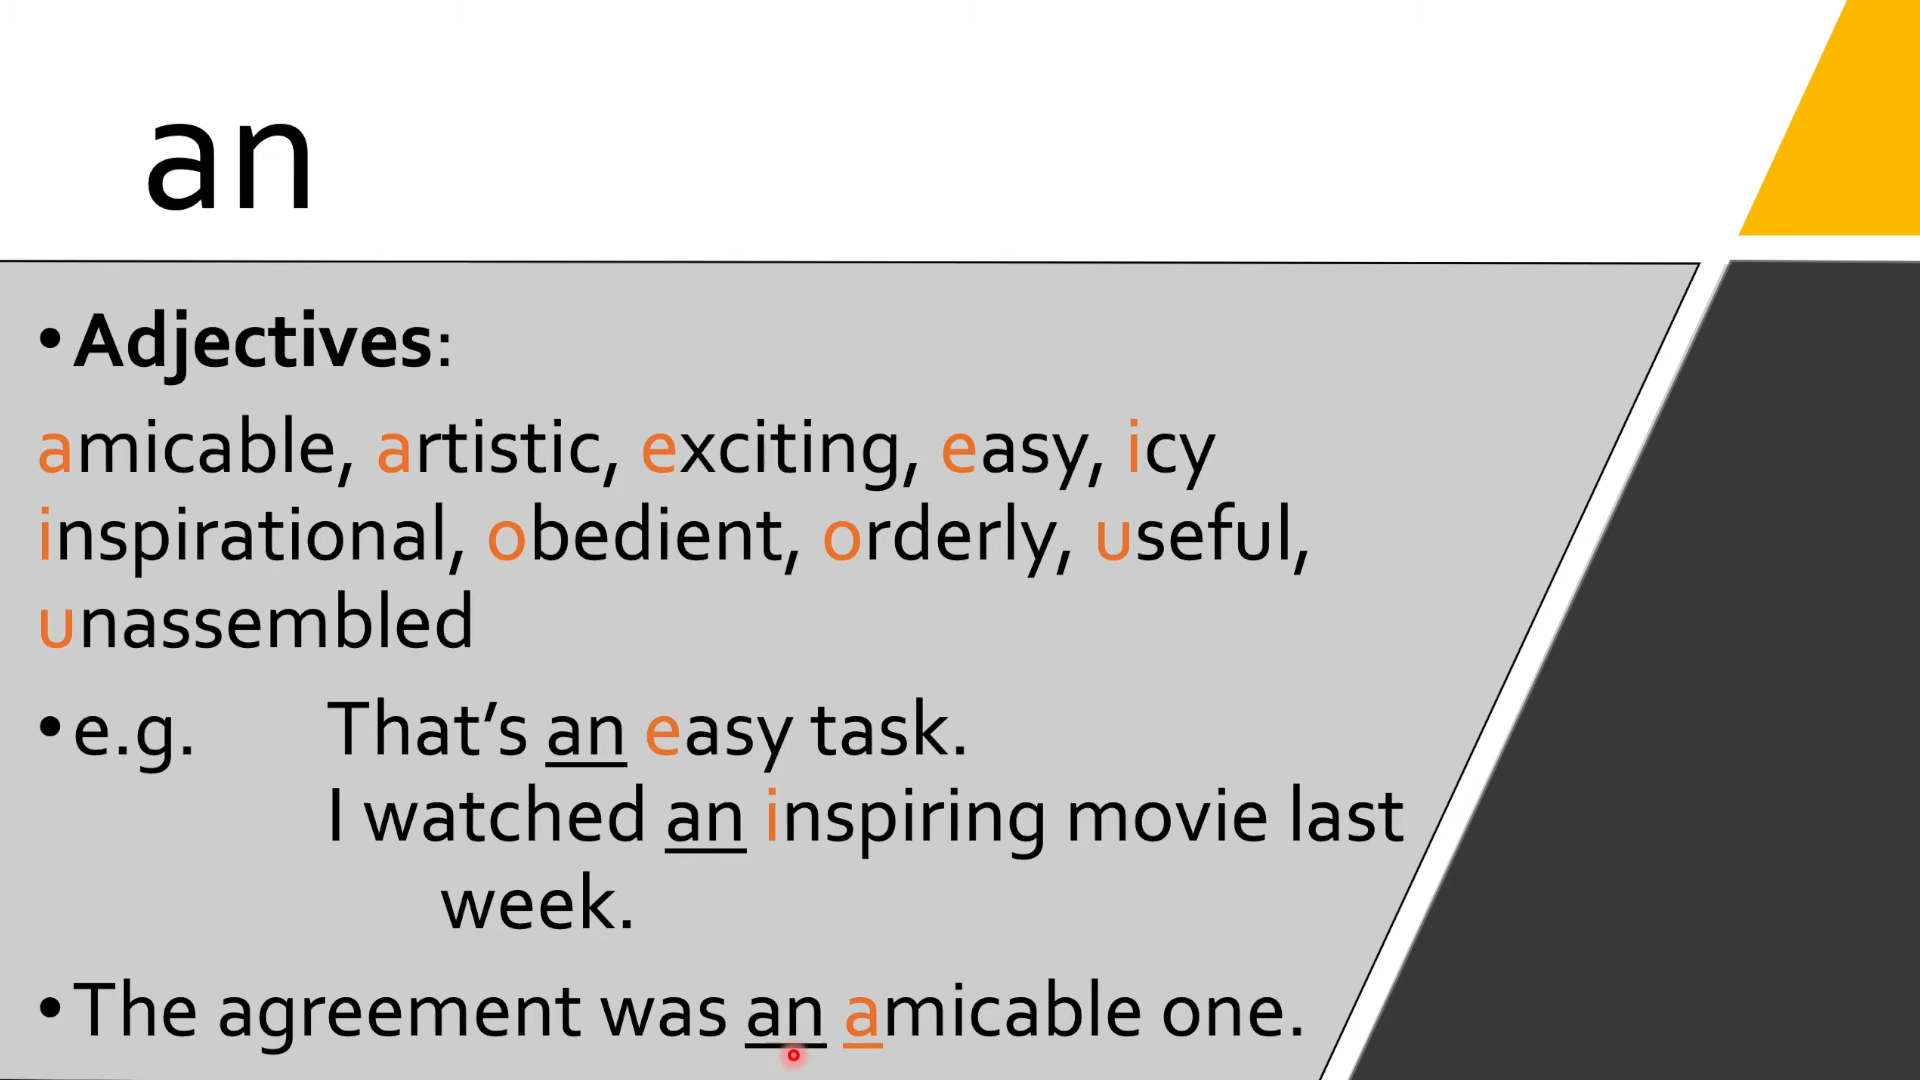 an
• Adjectives:
amicable, artistic, exciting, easy, icy
inspirational, obedient, orderly, useful,
unassembled
• e.g. That’s an easy task.
I watched an inspiring movie last
week.
• The agreement was an amicable one.